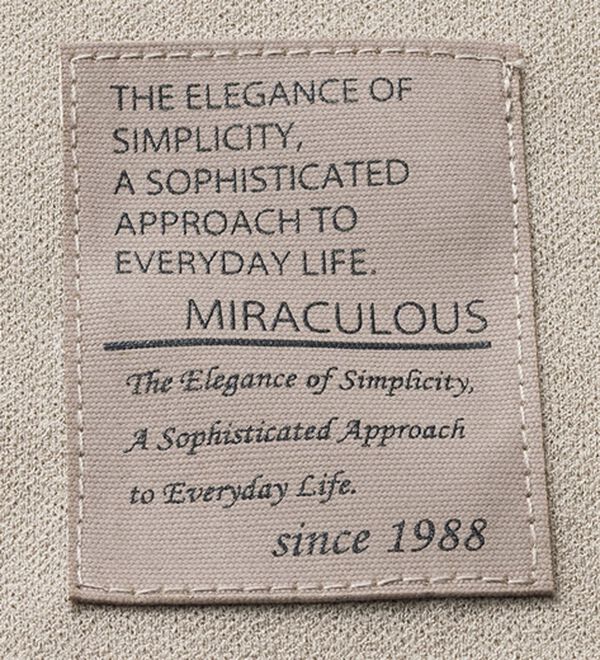 THE ELEGANCE OF
SIMPLICITY,
A SOPHISTICATED
APPROACH TO
EVERYDAY LIFE.
MIRACULOUS
The Elegance of Simplicity,
A Sophisticated Approach
to Everyday Life.
since 1988